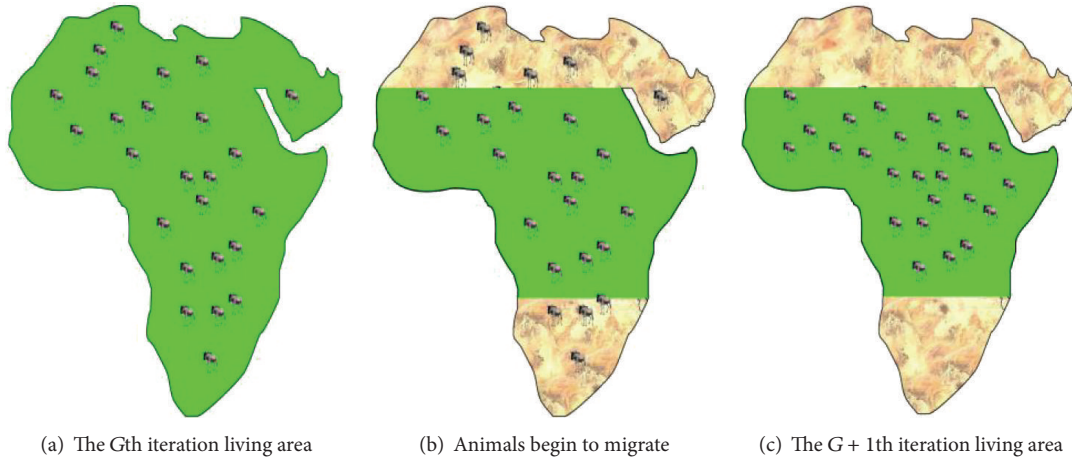 (a) The Gth iteration living area
(b) Animals begin to migrate
(c) The G + 1th iteration living area